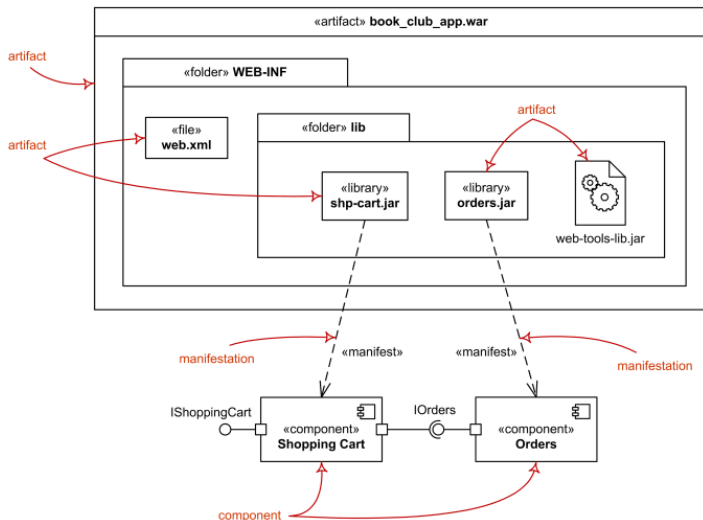 «artifact» book_club_app.war
artifact
«folder» WEB-INF
artifact
«file»
web.xml
«folder» lib
artifact
«library»
shp-cart.jar
«library»
orders.jar
web-tools-lib.jar
manifestation
«manifest»
«manifest»
manifestation
IShoppingCart
«component»
Shopping Cart
IOrders
«component»
Orders
component